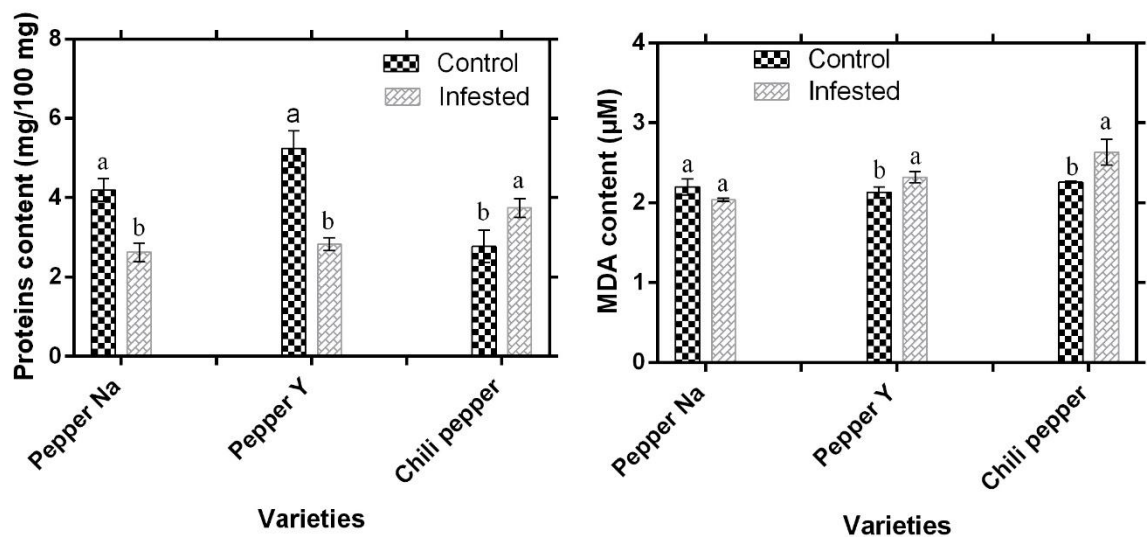 Proteins content (mg/100 mg)
8
6
4
2
0
Control
Infested
a
b
a
b
b
a
Pepper Na
Pepper Y
Chili pepper
Varieties
MDA content (µM)
4
3
2
1
0
Control
Infested
a
a
b
a
b
a
Pepper Na
Pepper Y
Chili pepper
Varieties